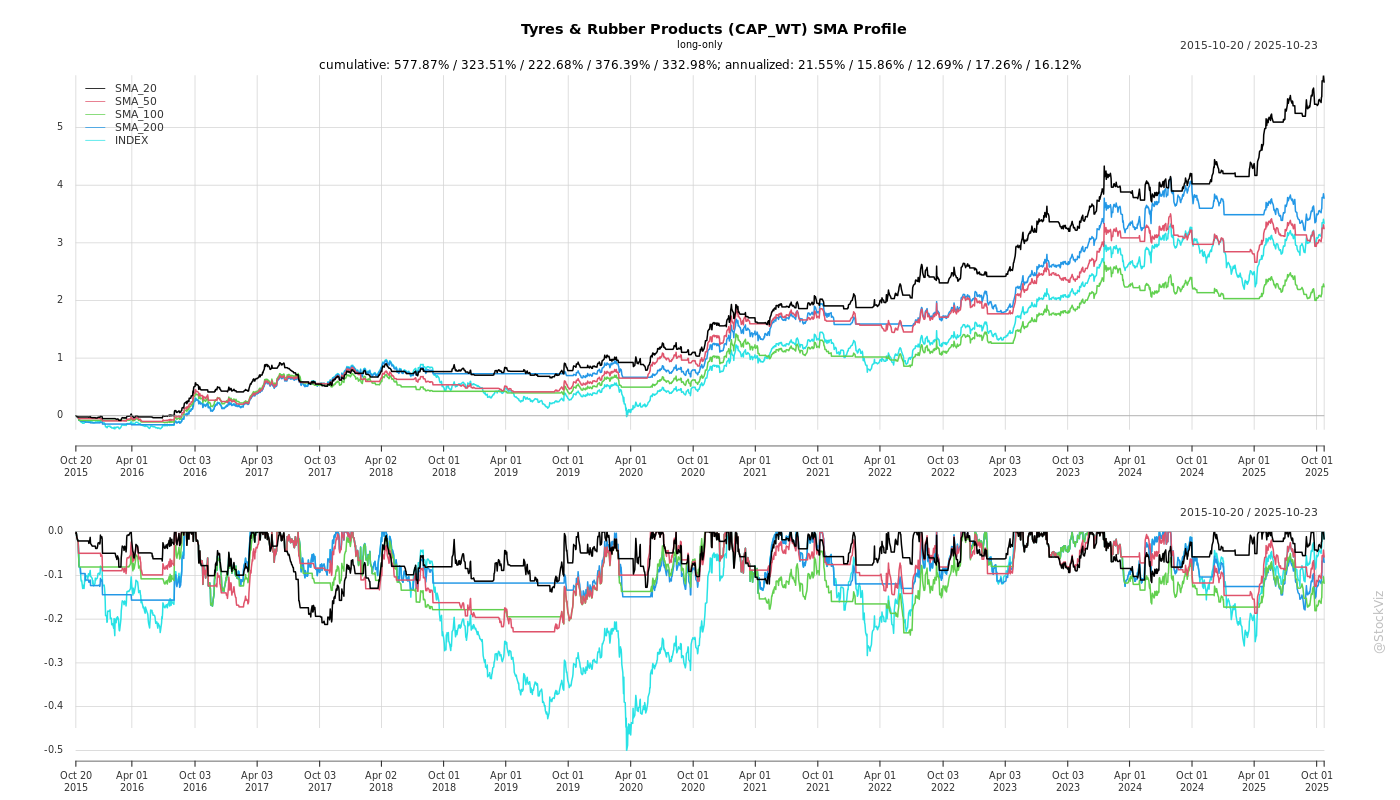 Tyres & Rubber Products (CAP_WT) SMA Profile
long-only
2015-10-20 / 2025-10-23
cumulative: 577.87% / 323.51% / 222.68% / 376.39% / 332.98%; annualized: 21.55% / 15.86% / 12.69% / 17.26% / 16.12%
SMA_20
SMA_50
SMA_100
SMA_200
INDEX
5
4
3
2
1
0
Oct 20 Apr 01 Oct 03 Apr 03 Oct 03 Apr 02 Oct 01 Apr 01 Oct 01 Apr 01 Oct 01 Apr 01 Oct 01 Apr 01 Oct 03 Apr 03 Oct 03 Apr 01 Oct 01 Apr 01 Oct 01
2015 2016 2016 2017 2017 2018 2018 2019 2019 2020 2020 2021 2021 2022 2022 2023 2023 2024 2024 2025 2025
2015-10-20 / 2025-10-23
0.0
-0.1
-0.2
-0.3
-0.4
-0.5
Oct 20 Apr 01 Oct 03 Apr 03 Oct 03 Apr 02 Oct 01 Apr 01 Oct 01 Apr 01 Oct 01 Apr 01 Oct 01 Apr 01 Oct 03 Apr 03 Oct 03 Apr 01 Oct 01 Apr 01 Oct 01
2015 2016 2016 2017 2017 2018 2018 2019 2019 2020 2020 2021 2021 2022 2022 2023 2023 2024 2024 2025 2025
@StockViz